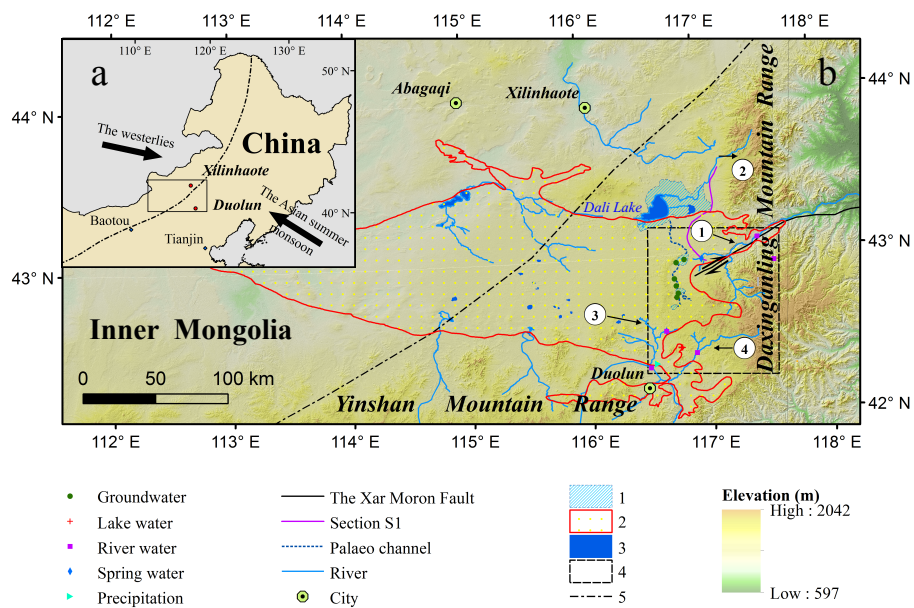 110° E
120° E
130° E
a
50° N
The westerlies
China
Xilinhaote
Duolun
The Asian summer
monsoon
40° N
Baotou
Tianjin
b
44° N
43° N
Abagaqi
Xilinhaote
Mountain Range
Daxinganling
Dali Lake
1
2
3
4
44° N
43° N
42° N
Inner Mongolia
0 50 100 km
Duolun
Yinshan Mountain Range
112° E
113° E
114° E
115° E
116° E
117° E
118° E
Groundwater
Lake water
River water
Spring water
Precipitation
The Xar Moron Fault
Section S1
Palaeo channel
River
City
1
2
3
4
5
Elevation (m)
High : 2042
Low : 597